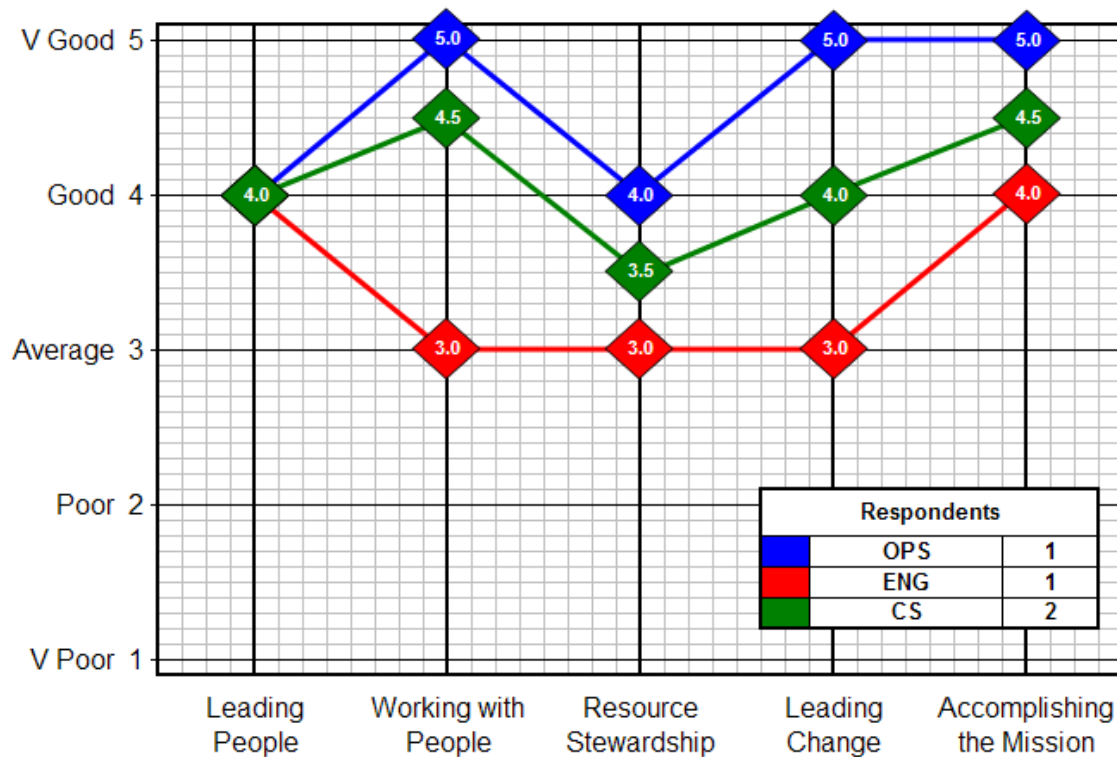 V Good 5
5.0 5.0 5.0
4.5 4.5
Good 4
4.0 4.0 4.0 4.0
3.5
Average 3
3.0 3.0 3.0
Poor 2
Respondents
OPS 1
ENG 1
CS 2
V Poor 1
Leading
People
Working with
People
Resource
Stewardship
Leading
Change
Accomplishing
the Mission